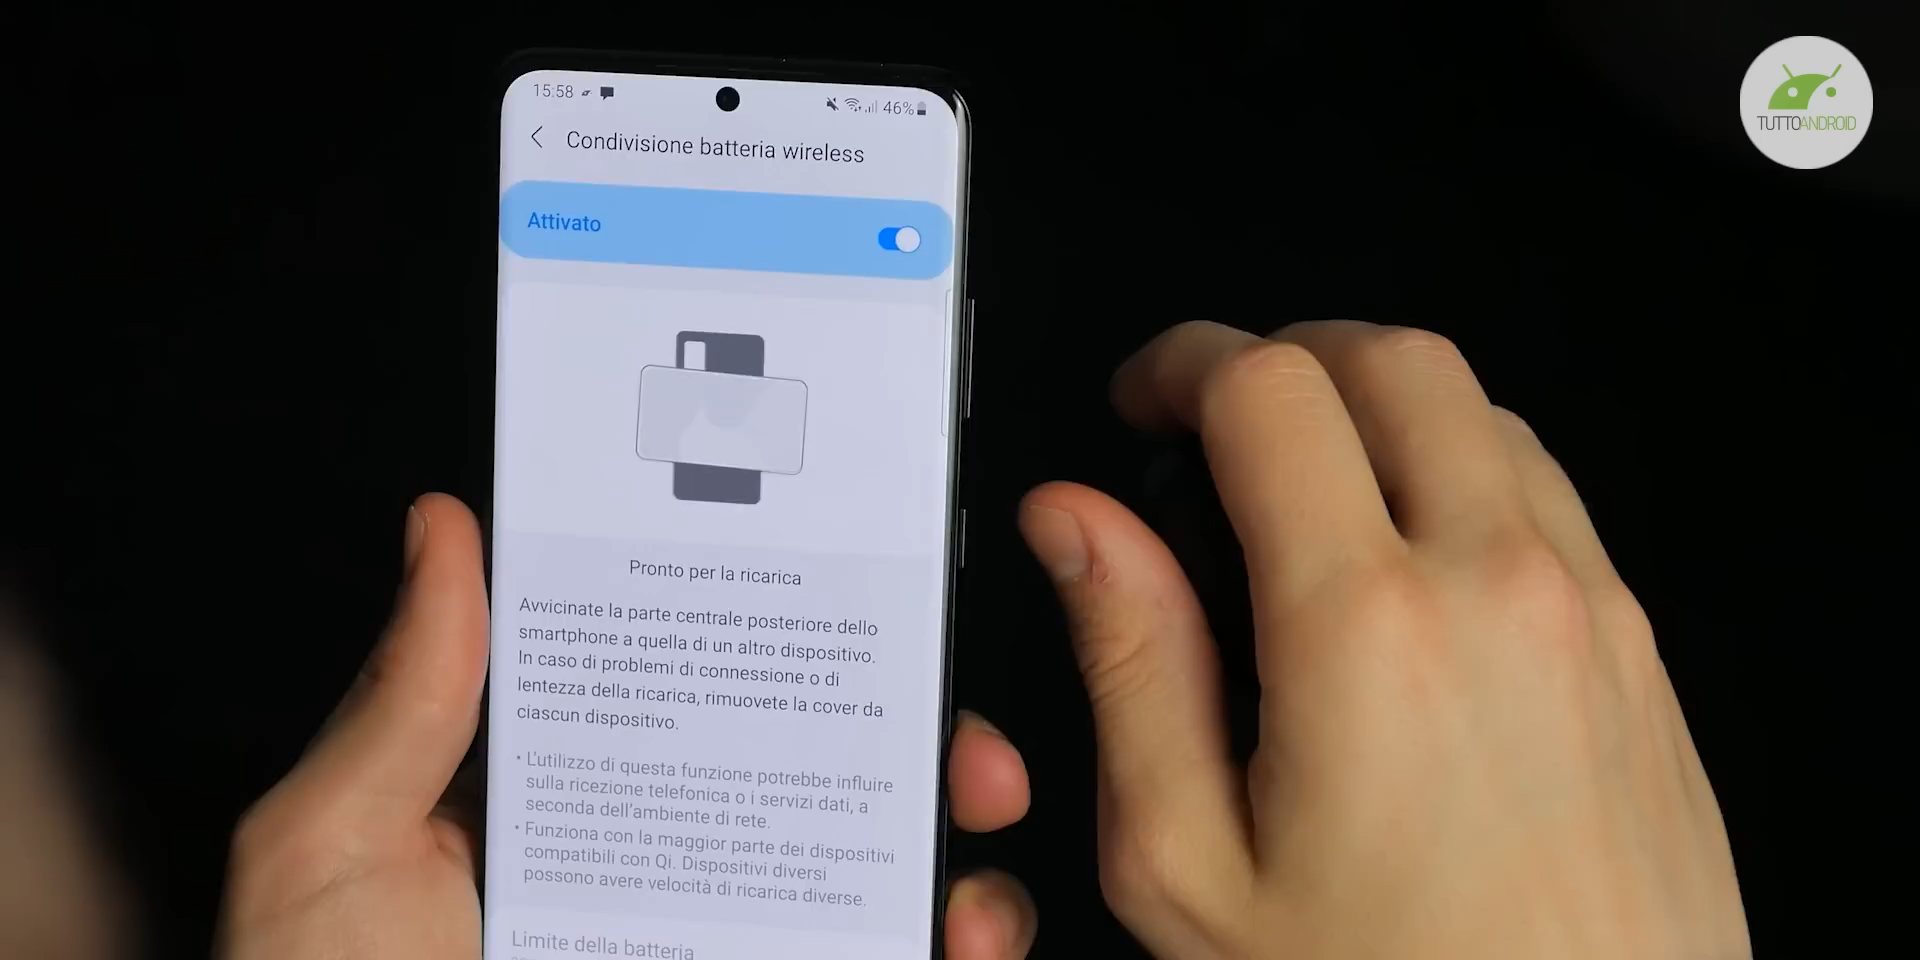 15:58
46%
TUTTOANDROID
Condivisione batteria wireless
Attivato
Pronto per la ricarica
Avvicinate la parte centrale posteriore dello
smartphone a quella di un altro dispositivo.
In caso di problemi di connessione o di
lentezza della ricarica, rimuovete la cover da
ciascun dispositivo.
• L'utilizzo di questa funzione potrebbe influire
sulla ricezione telefonica o i servizi dati, a
seconda dell'ambiente di rete.
• Funziona con la maggior parte dei dispositivi
compatibili con Qi. Dispositivi diversi
possono avere velocità di ricarica diverse.
Limite della batteria